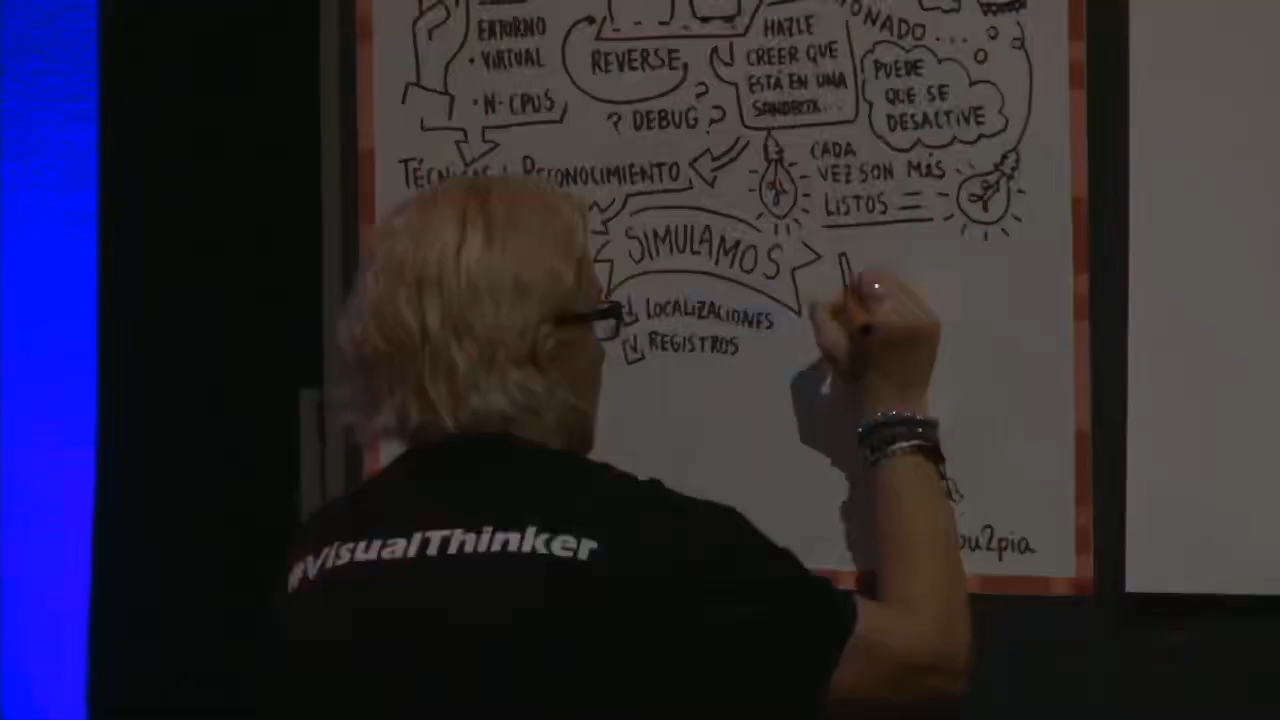 ENTORNO
• VIRTUAL
• N-CPUS
REVERSE
? DEBUG ?
?
HAZLE
CREER QUE
ESTÁ EN UNA
SANDBOX...
...
PUEDE
QUE SE
DESACTIVE
RECONOCIMIENTO
CADA
VEZ SON MÁS
LISTOS
SIMULAMOS
LOCALIZACIONES
REGISTROS
#VisualThinker